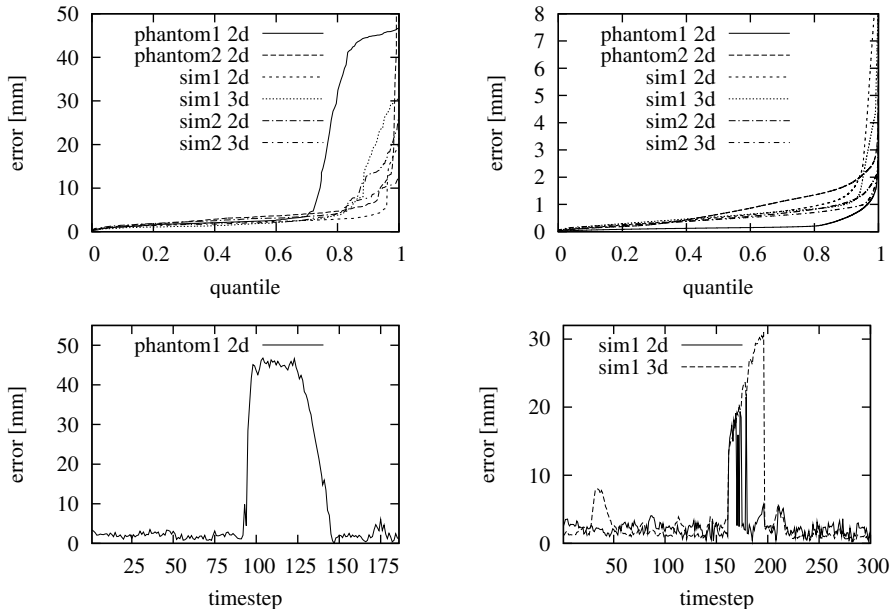 50
40
30
20
10
0
error [mm]
phantom1 2d
phantom2 2d
sim1 2d
sim1 3d
sim2 2d
sim2 3d
0 0.2 0.4 0.6 0.8 1
quantile
8
7
6
5
4
3
2
1
0
error [mm]
phantom1 2d
phantom2 2d
sim1 2d
sim1 3d
sim2 2d
sim2 3d
0 0.2 0.4 0.6 0.8 1
quantile
50
40
30
20
10
0
error [mm]
phantom1 2d
25 50 75 100 125 150 175
timestep
30
20
10
0
error [mm]
sim1 2d
sim1 3d
50 100 150 200 250 300
timestep